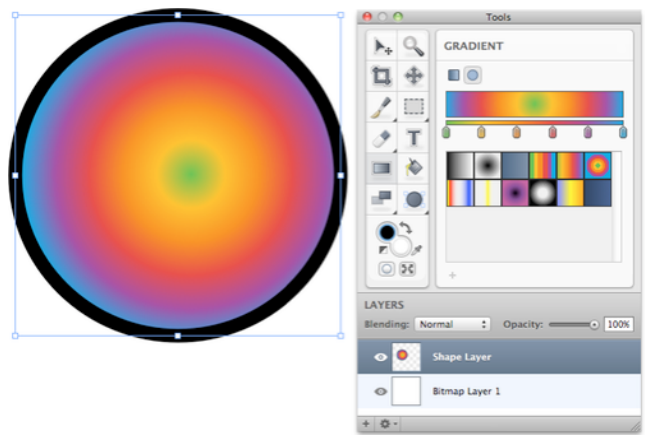 Tools
GRADIENT
T
LAYERS
Blending: Normal Opacity: 100%
Shape Layer
Bitmap Layer 1